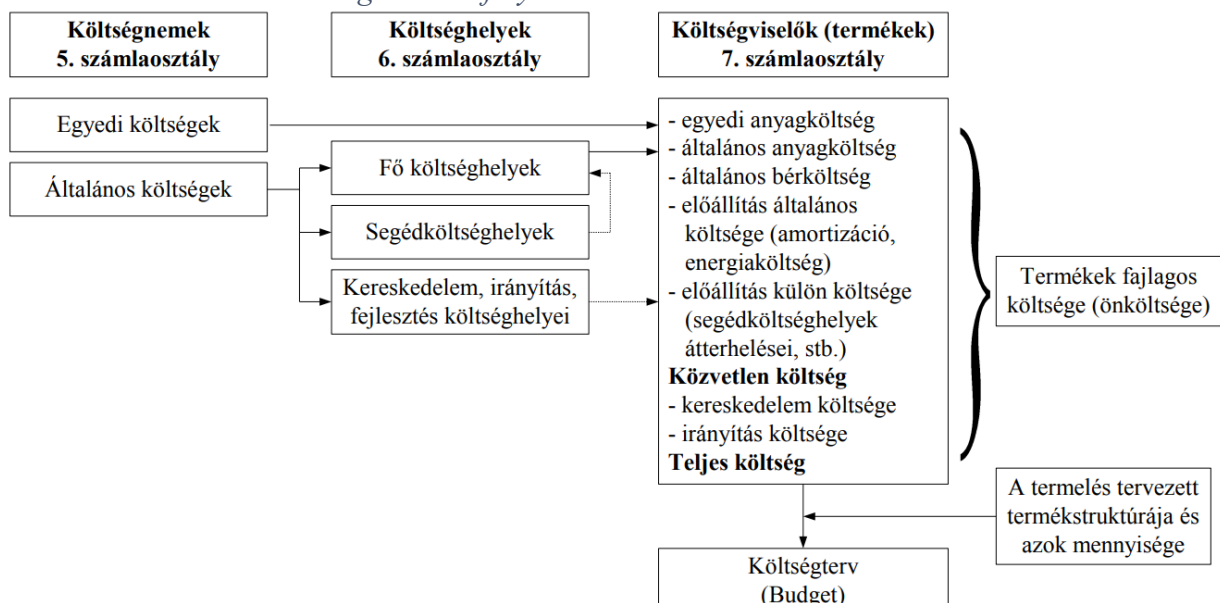 Költségnemek
5. számlaosztály
Költséghelyek
6. számlaosztály
Költségviselők (termékek)
7. számlaosztály
Egyedi költségek
Általános költségek
Fő költséghelyek
Segédköltséghelyek
Kereskedelem, irányítás,
fejlesztés költséghelyei
- egyedi anyagköltség
- általános anyagköltség
- általános bérköltség
- előállítás általános
költsége (amortizáció,
energiaköltség)
- előállítás külön költsége
(segédköltséghelyek
átterhelései, stb.)
Közvetlen költség
- kereskedelem költsége
- irányítás költsége
Teljes költség
Termékek fajlagos
költsége (önköltsége)
A termelés tervezett
termékstruktúrája és
azok mennyisége
Költségterv
(Budget)